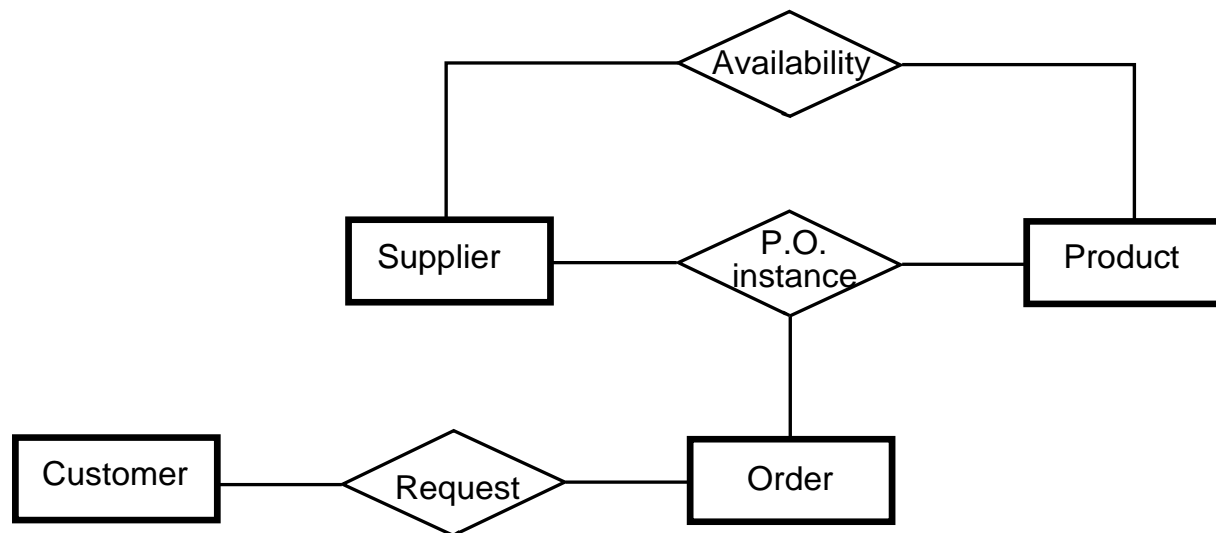 Availability
Supplier
P.O.
instance
Product
Customer
Request
Order